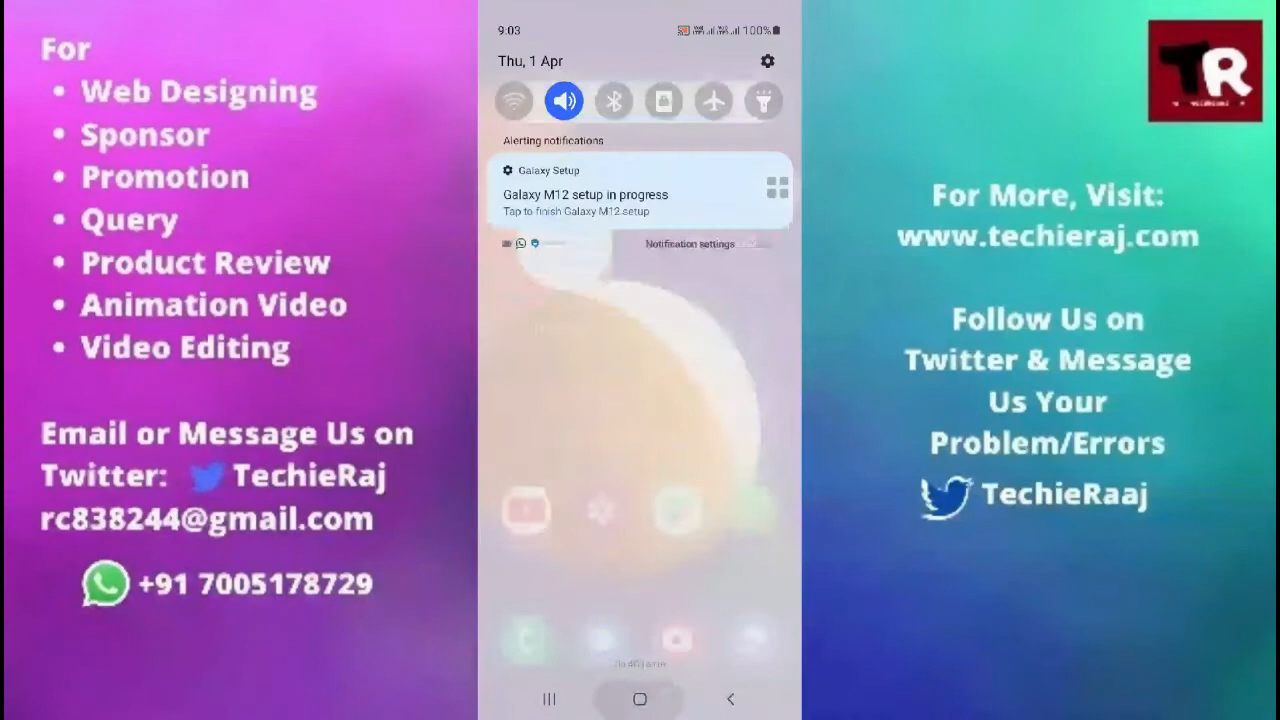 For
• Web Designing
• Sponsor
• Promotion
• Query
• Product Review
• Animation Video
• Video Editing
Email or Message Us on
Twitter: TechieRaj
rc838244@gmail.com
+91 7005178729
9:03
100%
Thu, 1 Apr
Alerting notifications
Galaxy Setup
Galaxy M12 setup in progress
Tap to finish Galaxy M12 setup
Notification settings
TR
For More, Visit:
www.techieraj.com
Follow Us on
Twitter & Message
Us Your
Problem/Errors
TechieRaaj